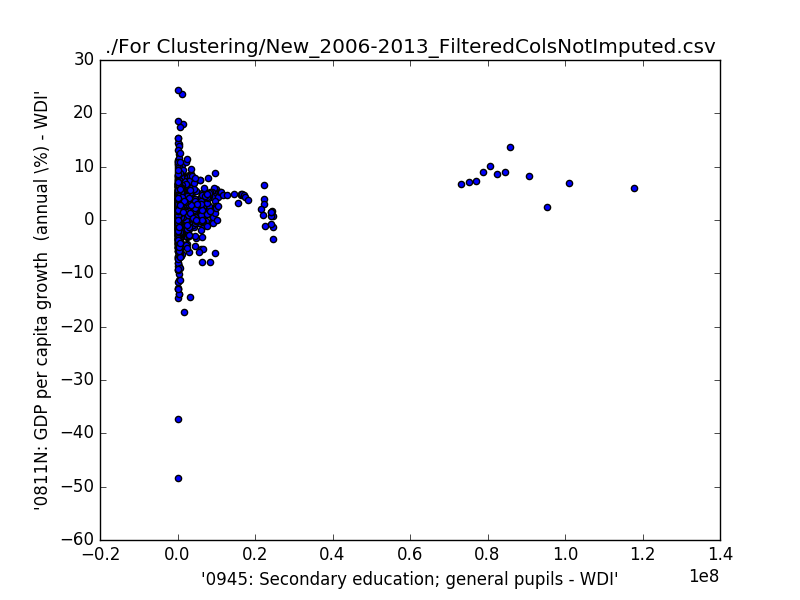 ./For Clustering/New_2006-2013_FilteredColsNotImputed.csv
30
20
10
0
−10
−20
−30
−40
−50
−60
'0811N: GDP per capita growth  (annual \%) - WDI'
−0.2 0.0 0.2 0.4 0.6 0.8 1.0 1.2 1.4
1e8
'0945: Secondary education; general pupils - WDI'